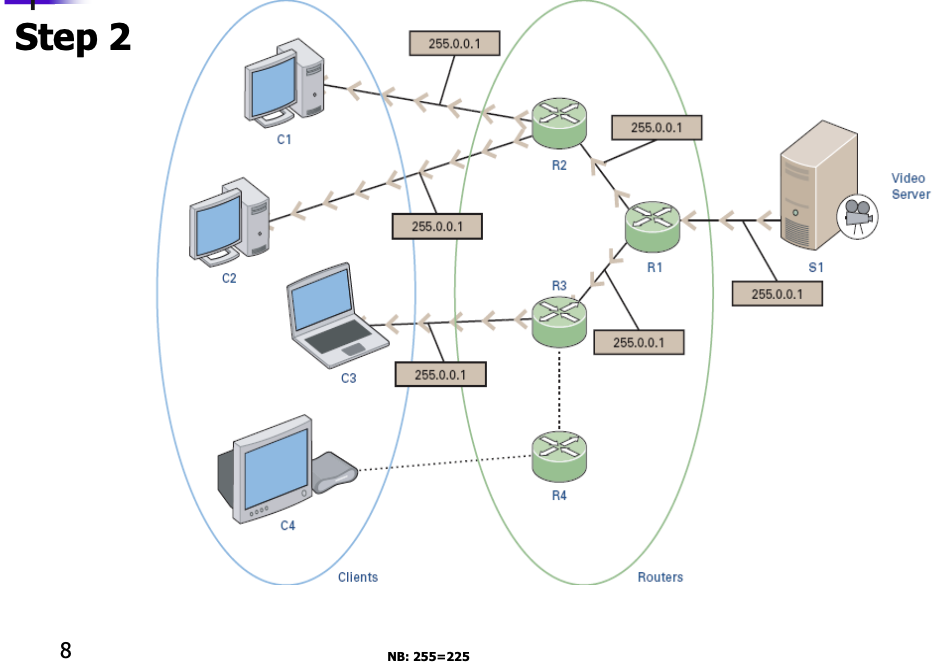 Step 2
255.0.0.1
C1
255.0.0.1
R2
Video
Server
255.0.0.1
C2
R1
S1
R3
255.0.0.1
255.0.0.1
C3
255.0.0.1
R4
C4
Clients
Routers
8
NB: 255=225